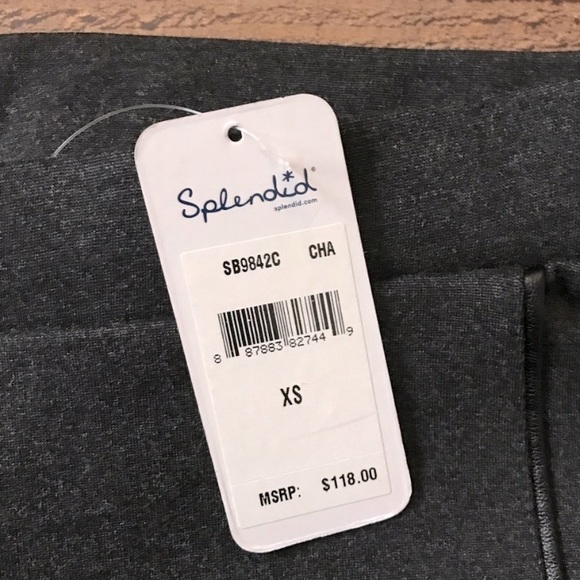 Splendid®
splendid.com
SB9842C CHA
8 87883 82744 9
XS
MSRP: $118.00